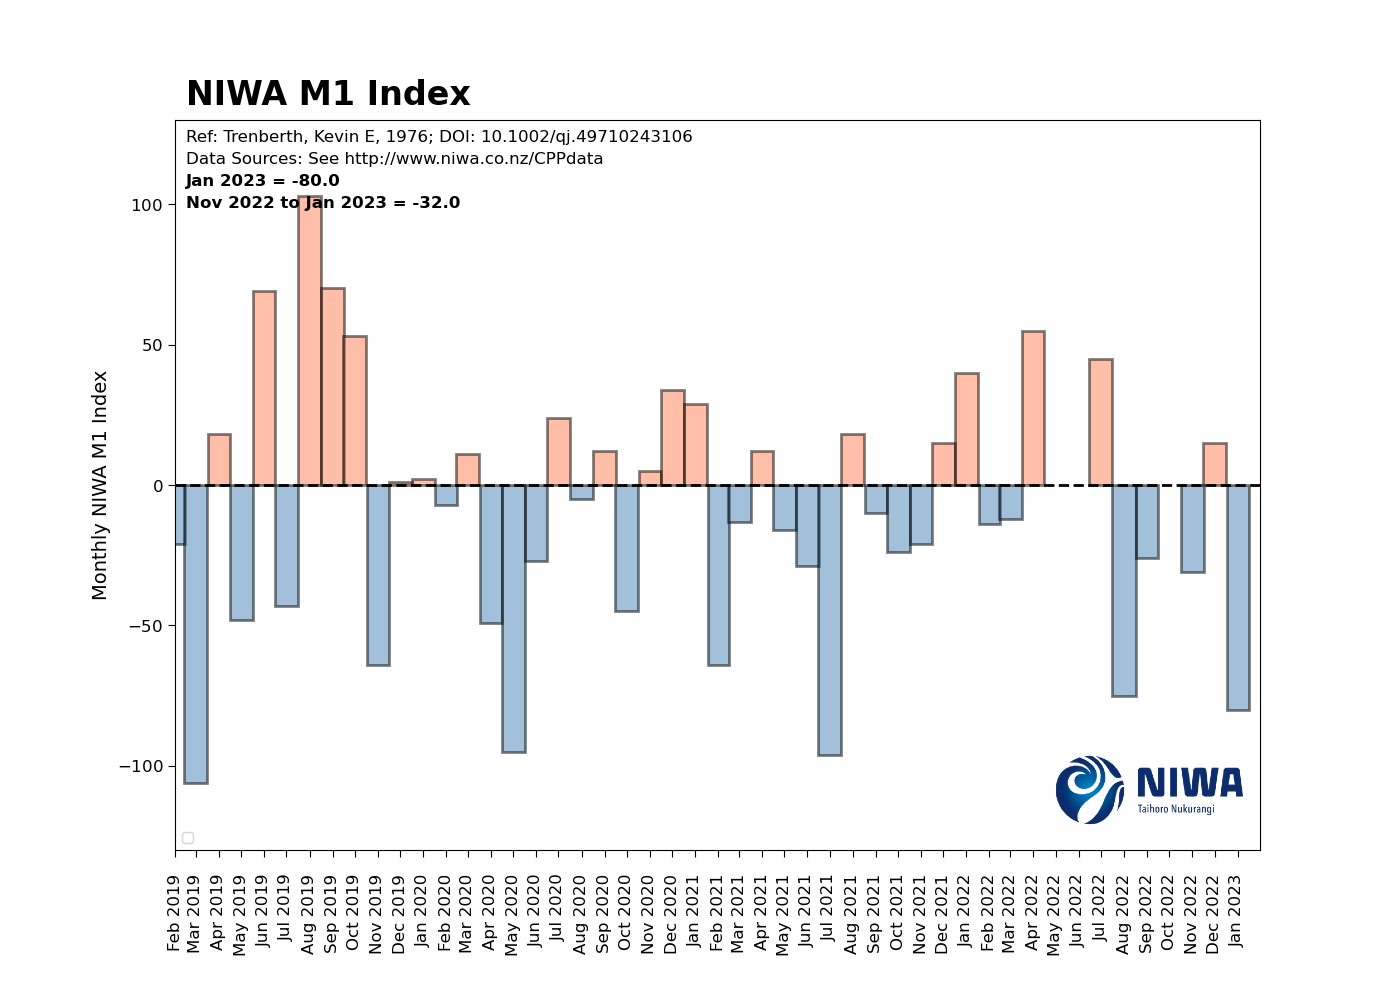 NIWA M1 Index
Ref: Trenberth, Kevin E, 1976; DOI: 10.1002/qj.49710243106
Data Sources: See http://www.niwa.co.nz/CPPdata
Jan 2023 = -80.0
Nov 2022 to Jan 2023 = -32.0
Monthly NIWA M1 Index
100
50
0
−50
−100
NIWA
Taihoro Nukurangi
Feb 2019
Mar 2019
Apr 2019
May 2019
Jun 2019
Jul 2019
Aug 2019
Sep 2019
Oct 2019
Nov 2019
Dec 2019
Jan 2020
Feb 2020
Mar 2020
Apr 2020
May 2020
Jun 2020
Jul 2020
Aug 2020
Sep 2020
Oct 2020
Nov 2020
Dec 2020
Jan 2021
Feb 2021
Mar 2021
Apr 2021
May 2021
Jun 2021
Jul 2021
Aug 2021
Sep 2021
Oct 2021
Nov 2021
Dec 2021
Jan 2022
Feb 2022
Mar 2022
Apr 2022
May 2022
Jun 2022
Jul 2022
Aug 2022
Sep 2022
Oct 2022
Nov 2022
Dec 2022
Jan 2023